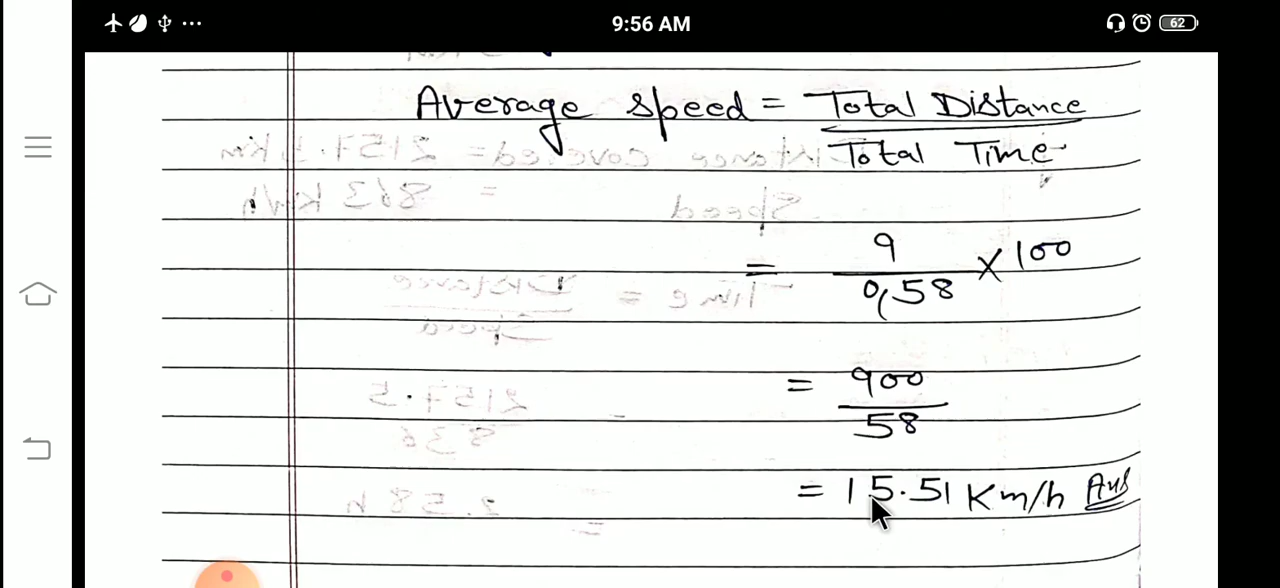 9:56 AM
62
Average Speed = Total Distance
Total Time
= 9
0.58 × 100
= 900
58
= 15.51 Km/h Ans